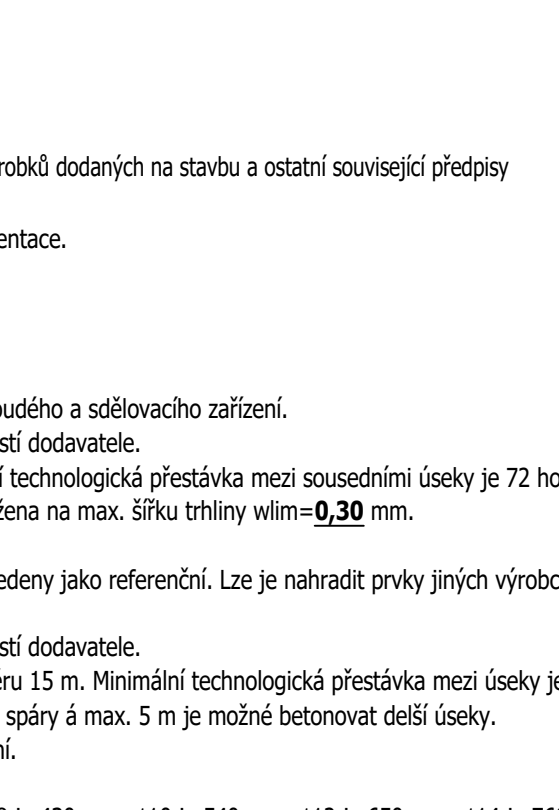 robků dodaných na stavbu a ostatní související předpisy
entace.
oudého a sdělovacího zařízení.
stí dodavatele.
í technologická přestávka mezi sousedními úseky je 72 ho
žena na max. šířku trhliny wlim=0,30 mm.
edeny jako referenční. Lze je nahradit prvky jiných výrobc
stí dodavatele.
ěru 15 m. Minimální technologická přestávka mezi úseky je
spáry á max. 5 m je možné betonovat delší úseky.
ní.